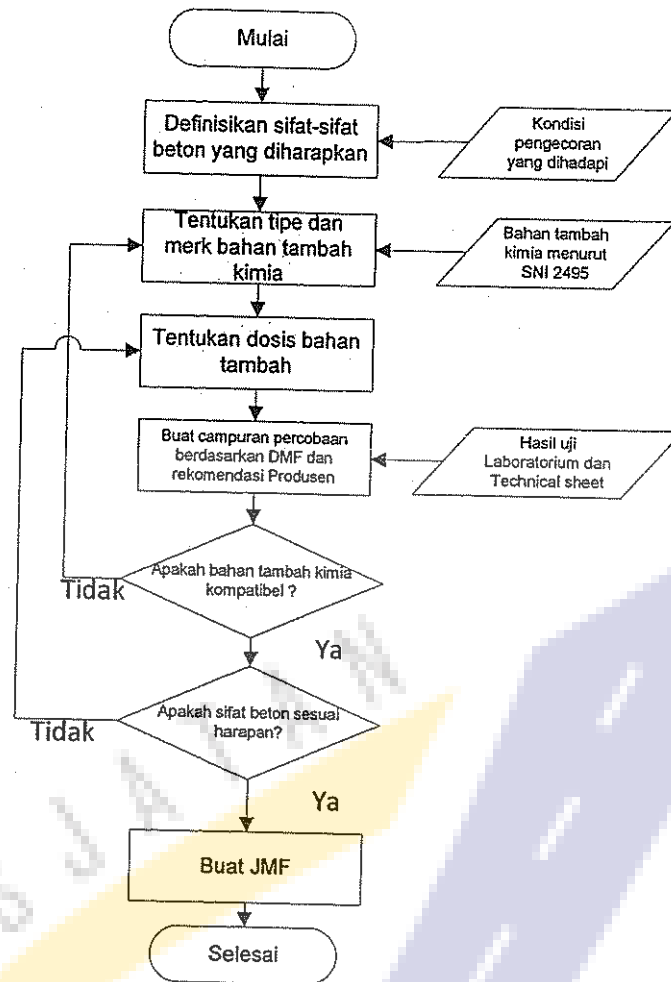 Mulai
Definisikan sifat-sifat
beton yang diharapkan
Kondisi
pengecoran
yang dihadapi
Tentukan tipe dan
merk bahan tambah
kimia
Bahan tambah
kimia menurut
SNI 2495
Tentukan dosis bahan
tambah
Buat campuran percobaan
berdasarkan DMF dan
rekomendasi Produsen
Hasil uji
Laboratorium dan
Technical sheet
Apakah bahan tambah kimia
kompatibel ?
Tidak
Ya
Apakah sifat beton sesuai
harapan?
Tidak
Ya
Buat JMF
Selesai
JATAN